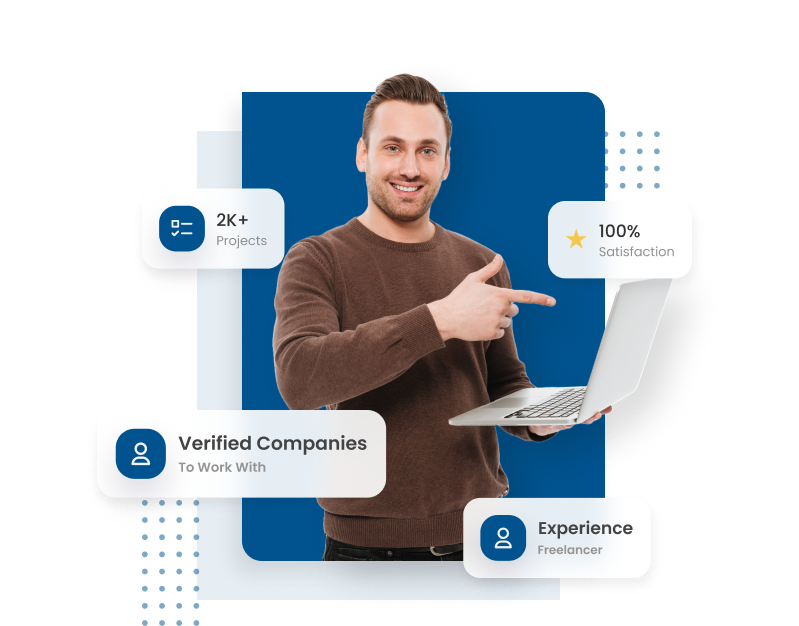 2K+
Projects
100%
Satisfaction
Verified Companies
To Work With
Experience
Freelancer